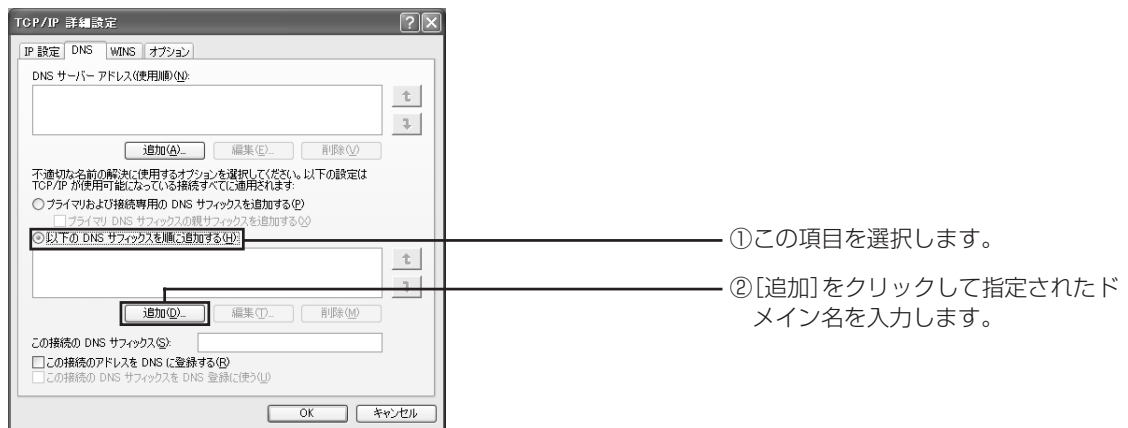 TCP/IP 詳細設定
IP 設定 DNS WINS オプション
DNS サーバー アドレス(使用順)(N):
追加(A)... 編集(E)... 削除(V)
不適切な名前の解決に使用するオプションを選択してください。以下の設定は
TCP/IP が使用可能になっている接続すべてに適用されます:
プライマリおよび接続専用の DNS サフィックスを追加する(P)
プライマリ DNS サフィックスの親サフィックスを追加する(X)
以下の DNS サフィックスを順に追加する(H):
①この項目を選択します。
②[追加]をクリックして指定されたド
メイン名を入力します。
追加(D)... 編集(T)... 削除(M)
この接続の DNS サフィックス(S):
この接続のアドレスを DNS に登録する(R)
この接続の DNS サフィックスを DNS 登録に使う(U)
OK キャンセル